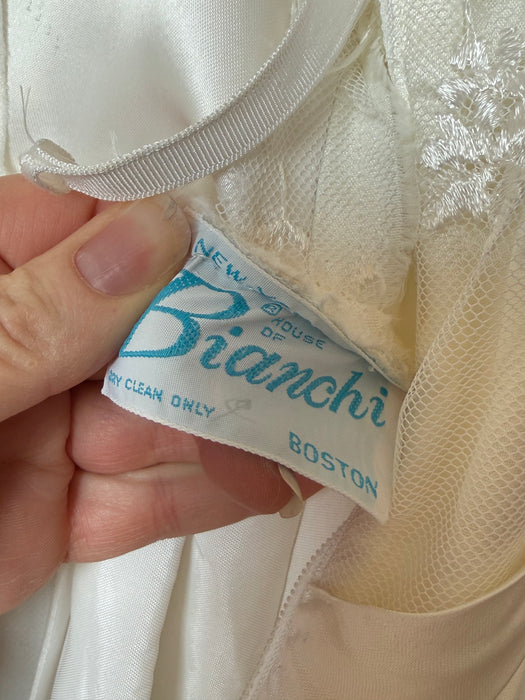 NEW
® HOUSE
OF
Bianchi
DRY CLEAN ONLY
BOSTON